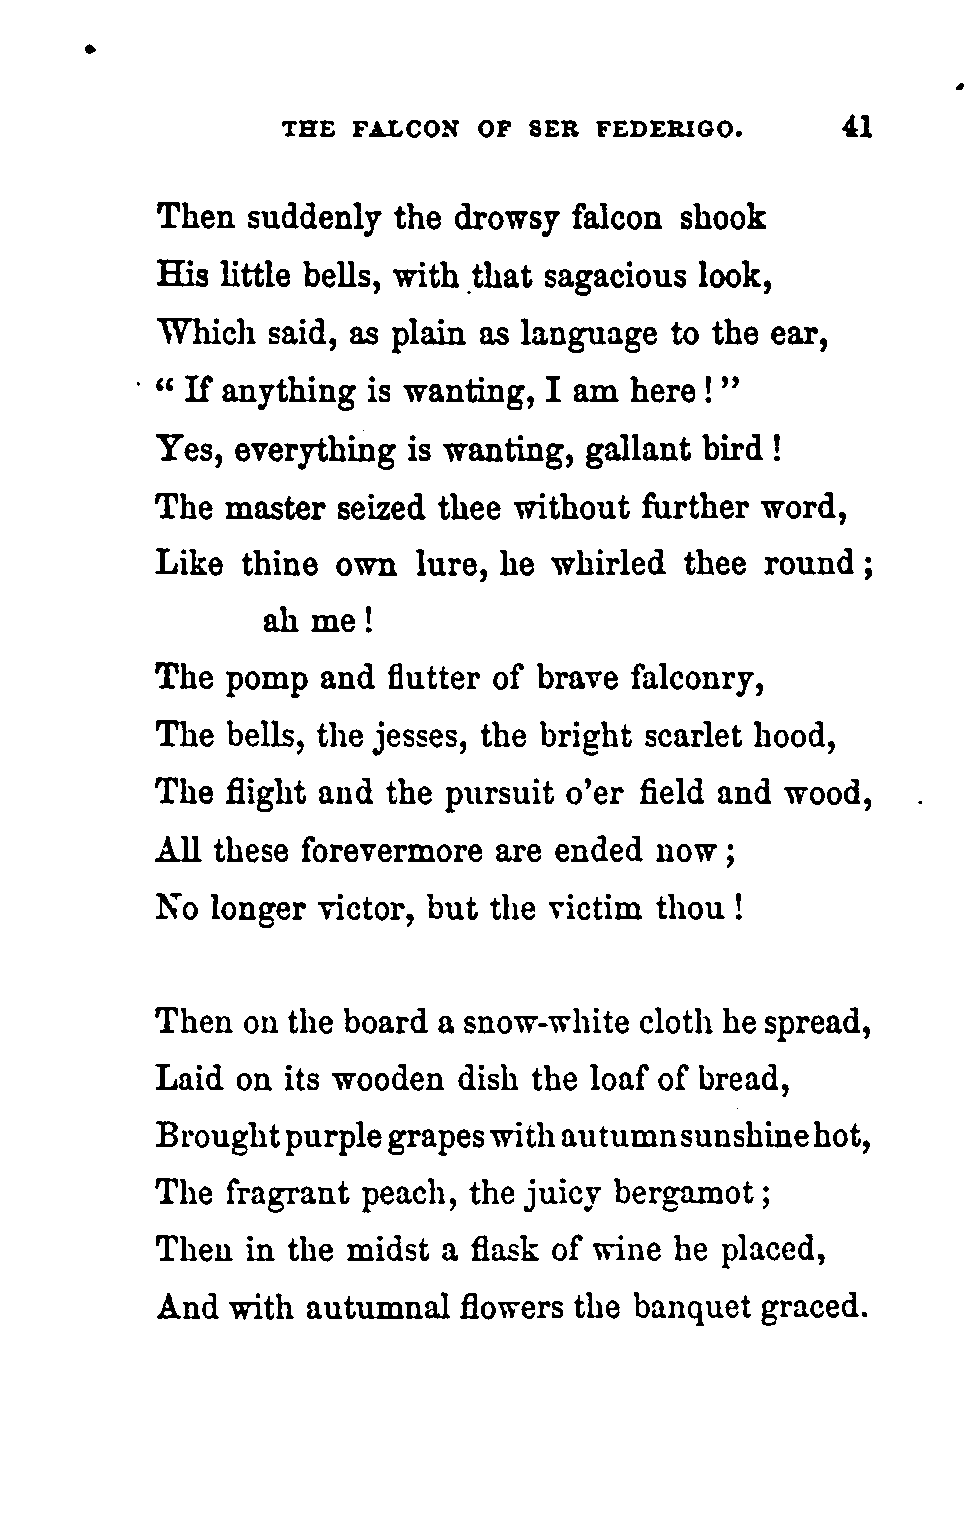 THE FALCON OF SER FEDERIGO. 41
Then suddenly the drowsy falcon shook
His little bells, with that sagacious look,
Which said, as plain as language to the ear,
“ If anything is wanting, I am here ! ”
Yes, everything is wanting, gallant bird !
The master seized thee without further word,
Like thine own lure, he whirled thee round ;
ah me !
The pomp and flutter of brave falconry,
The bells, the jesses, the bright scarlet hood,
The flight and the pursuit o’er field and wood,
All these forevermore are ended now ;
No longer victor, but the victim thou !
Then on the board a snow-white cloth he spread,
Laid on its wooden dish the loaf of bread,
Brought purple grapes with autumn sunshine hot,
The fragrant peach, the juicy bergamot ;
Then in the midst a flask of wine he placed,
And with autumnal flowers the banquet graced.